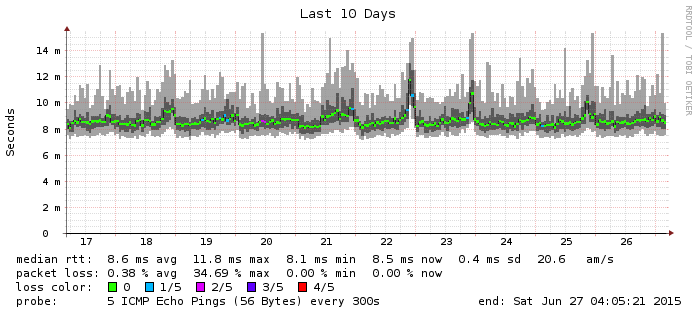 Last 10 Days
RRDTOOL / TOBI OETIKER
Seconds
14 m
12 m
10 m
8 m
6 m
4 m
2 m
0
17 18 19 20 21 22 23 24 25 26
median rtt: 8.6 ms avg 11.8 ms max 8.1 ms min 8.5 ms now 0.4 ms sd 20.6 am/s
packet loss: 0.38 % avg 34.69 % max 0.00 % min 0.00 % now
loss color: 0 1/5 2/5 3/5 4/5
probe: 5 ICMP Echo Pings (56 Bytes) every 300s end: Sat Jun 27 04:05:21 2015